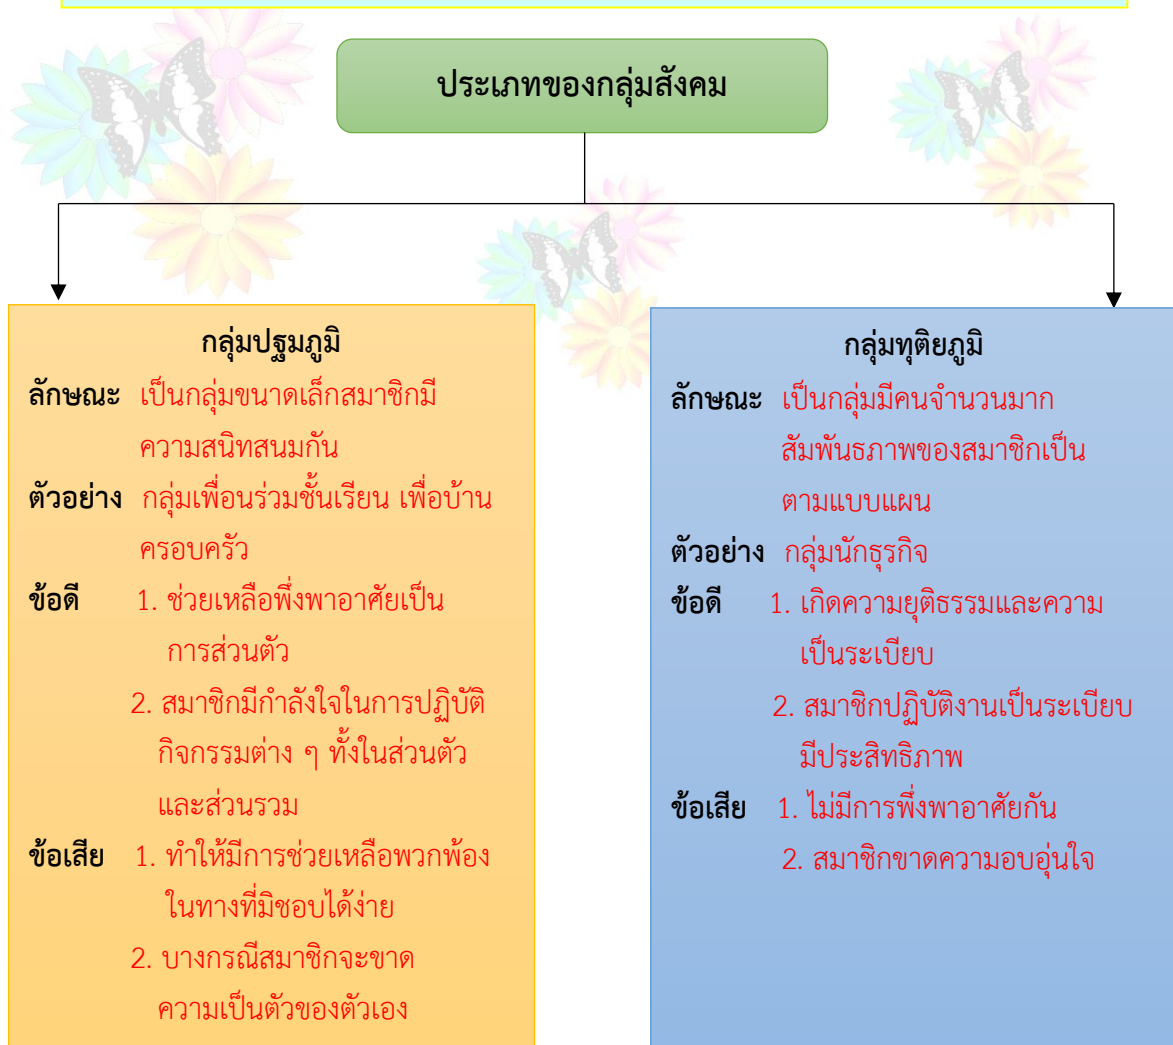 ประเภทของกลุ่มสังคม
กลุ่มปฐมภูมิ
ลักษณะ เป็นกลุ่มขนาดเล็กสมาชิกมี
ความสนิทสนมกัน
ตัวอย่าง กลุ่มเพื่อนร่วมชั้นเรียน เพื่อบ้าน
ครอบครัว
ข้อดี 1. ช่วยเหลือพึ่งพาอาศัยเป็น
การส่วนตัว
2. สมาชิกมีกำลังใจในการปฏิบัติ
กิจกรรมต่าง ๆ ทั้งในส่วนตัว
และส่วนรวม
ข้อเสีย 1. ทำให้มีการช่วยเหลือพวกพ้อง
ในทางที่มิชอบได้ง่าย
2. บางกรณีสมาชิกจะขาด
ความเป็นตัวของตัวเอง
กลุ่มทุติยภูมิ
ลักษณะ เป็นกลุ่มมีคนจำนวนมาก
สัมพันธภาพของสมาชิกเป็น
ตามแบบแผน
ตัวอย่าง กลุ่มนักธุรกิจ
ข้อดี 1. เกิดความยุติธรรมและความ
เป็นระเบียบ
2. สมาชิกปฏิบัติงานเป็นระเบียบ
มีประสิทธิภาพ
ข้อเสีย 1. ไม่มีการพึ่งพาอาศัยกัน
2. สมาชิกขาดความอบอุ่นใจ